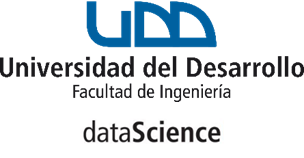 UDD
Universidad del Desarrollo
Facultad de Ingeniería
dataScience